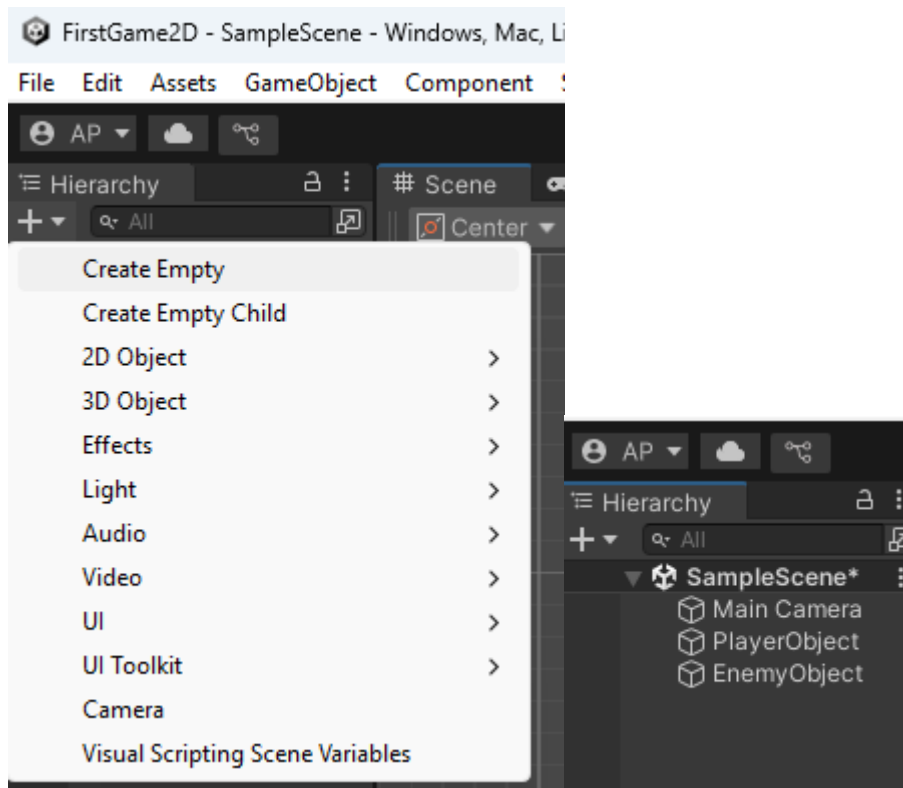 FirstGame2D - SampleScene - Windows, Mac, Li
File Edit Assets GameObject Component
AP
Hierarchy
Scene
All
Center
Create Empty
Create Empty Child
2D Object
3D Object
Effects
Light
Audio
Video
UI
UI Toolkit
Camera
Visual Scripting Scene Variables
AP
Hierarchy
All
SampleScene*
Main Camera
PlayerObject
EnemyObject